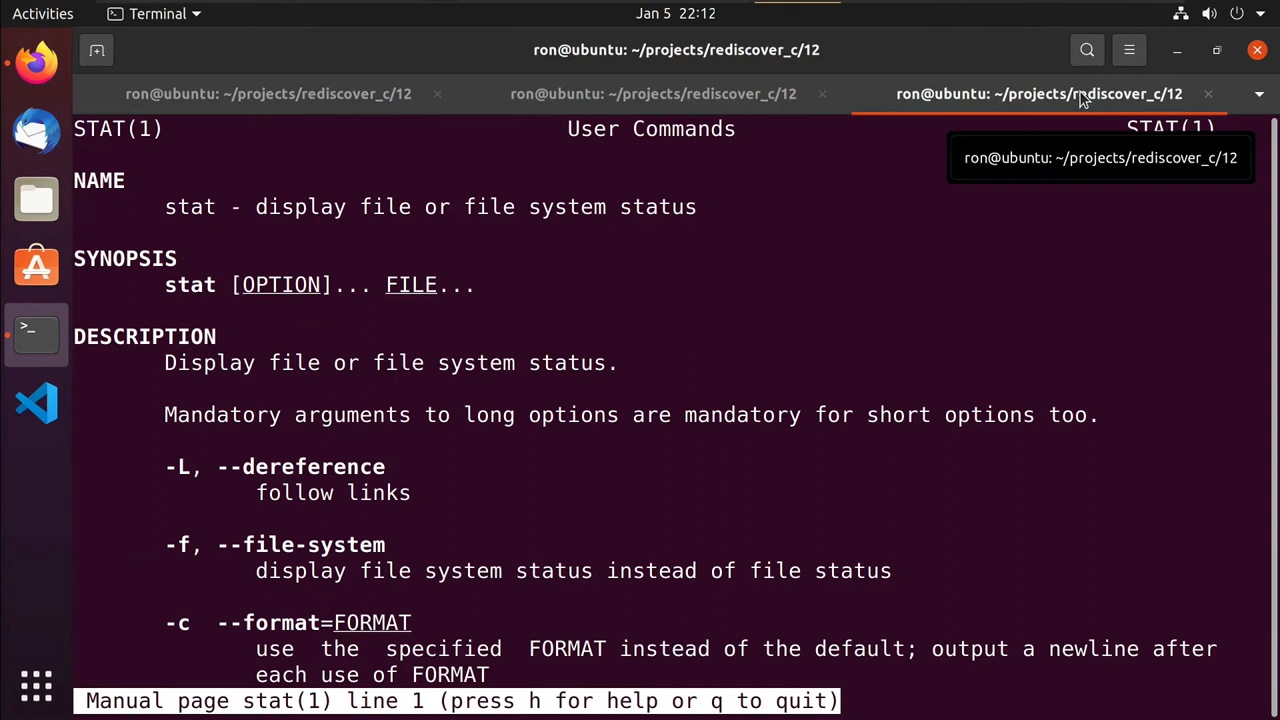 Activities
Terminal
Jan 5 22:12
ron@ubuntu: ~/projects/rediscover_c/12
ron@ubuntu: ~/projects/rediscover_c/12
ron@ubuntu: ~/projects/rediscover_c/12
ron@ubuntu: ~/projects/rediscover_c/12
STAT(1) User Commands STAT(1)
ron@ubuntu: ~/projects/rediscover_c/12
NAME
stat - display file or file system status
SYNOPSIS
stat [OPTION]... FILE...
DESCRIPTION
Display file or file system status.
Mandatory arguments to long options are mandatory for short options too.
-L, --dereference
follow links
-f, --file-system
display file system status instead of file status
-c --format=FORMAT
use the specified FORMAT instead of the default; output a newline after
each use of FORMAT
Manual page stat(1) line 1 (press h for help or q to quit)